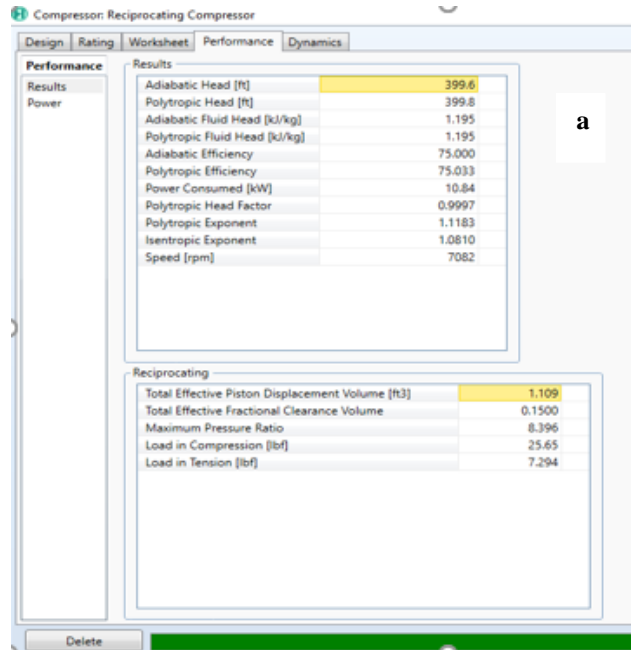 Compressor: Reciprocating Compressor
Design Rating Worksheet Performance Dynamics
Performance
Results
Power
Results
Adiabatic Head [ft] 399.6
Polytropic Head [ft] 399.8
Adiabatic Fluid Head [kJ/kg] 1.195
Polytropic Fluid Head [kJ/kg] 1.195
Adiabatic Efficiency 75.000
Polytropic Efficiency 75.033
Power Consumed [kW] 10.84
Polytropic Head Factor 0.9997
Polytropic Exponent 1.1183
Isentropic Exponent 1.0810
Speed [rpm] 7082
a
Reciprocating
Total Effective Piston Displacement Volume [ft3] 1.109
Total Effective Fractional Clearance Volume 0.1500
Maximum Pressure Ratio 8.396
Load in Compression [lbf] 25.65
Load in Tension [lbf] 7.294
Delete